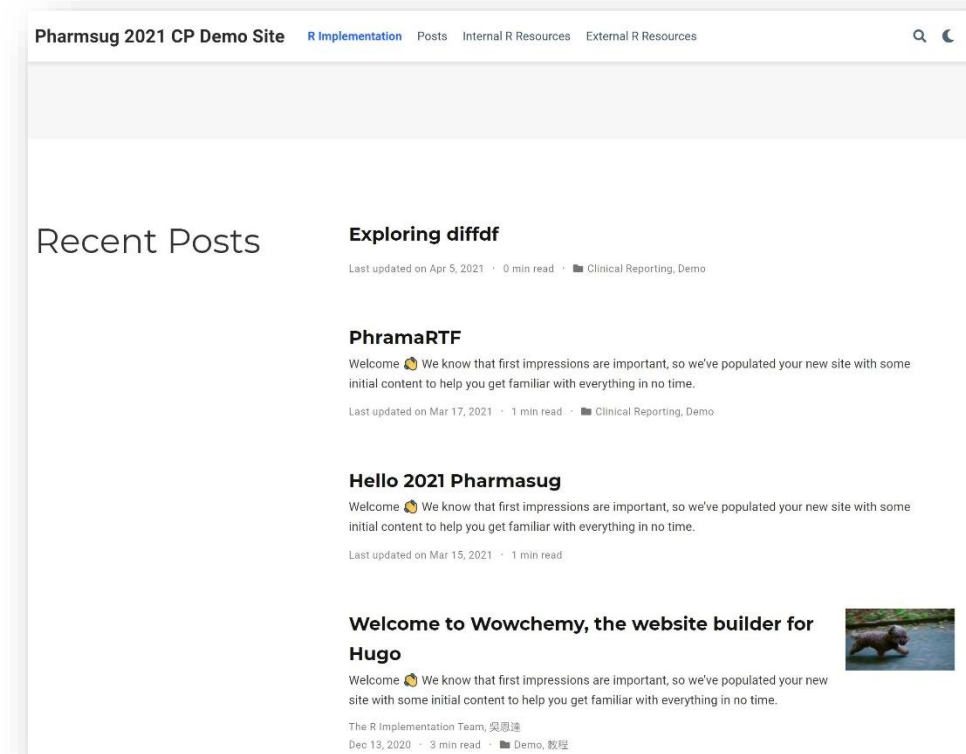 Pharmsug 2021 CP Demo Site R Implementation Posts Internal R Resources External R Resources
Recent Posts
Exploring diffdf
Last updated on Apr 5, 2021 · 0 min read · Clinical Reporting, Demo
PhramaRTF
Welcome 👋 We know that first impressions are important, so we've populated your new site with some
initial content to help you get familiar with everything in no time.
Last updated on Mar 17, 2021 · 1 min read · Clinical Reporting, Demo
Hello 2021 Pharmasug
Welcome 👋 We know that first impressions are important, so we've populated your new site with some
initial content to help you get familiar with everything in no time.
Last updated on Mar 15, 2021 · 1 min read
Welcome to Wowchemy, the website builder for
Hugo
Welcome 👋 We know that first impressions are important, so we've populated your new
site with some initial content to help you get familiar with everything in no time.
The R Implementation Team, 吳恩達
Dec 13, 2020 · 3 min read · Demo, 教程